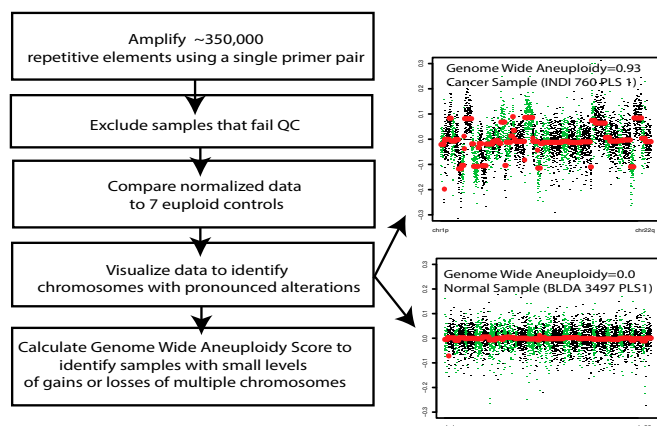 Amplify ~350,000
repetitive elements using a single primer pair
Exclude samples that fail QC
Compare normalized data
to 7 euploid controls
Visualize data to identify
chromosomes with pronounced alterations
Calculate Genome Wide Aneuploidy Score to
identify samples with small levels
of gains or losses of multiple chromosomes
Genome Wide Aneuploidy=0.93
Cancer Sample (INDI 760 PLS 1)
0.3
0.2
0.1
0.0
-0.1
-0.2
-0.3
chr1p
chr22q
Genome Wide Aneuploidy=0.0
Normal Sample (BLDA 3497 PLS1)
0.3
0.2
0.1
0.0
-0.1
-0.2
-0.3